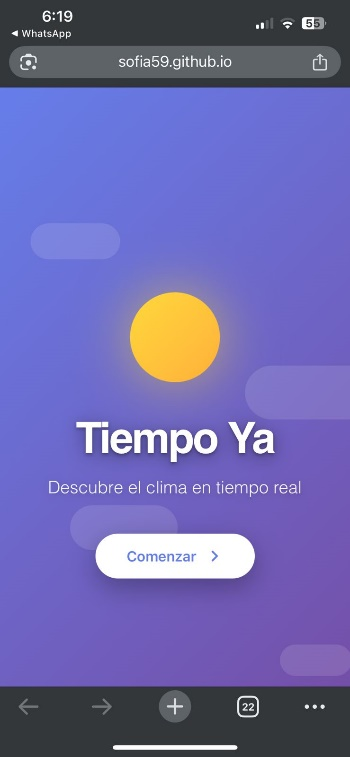 6:19
55
◀ WhatsApp
sofia59.github.io
Tiempo Ya
Descubre el clima en tiempo real
Comenzar
22